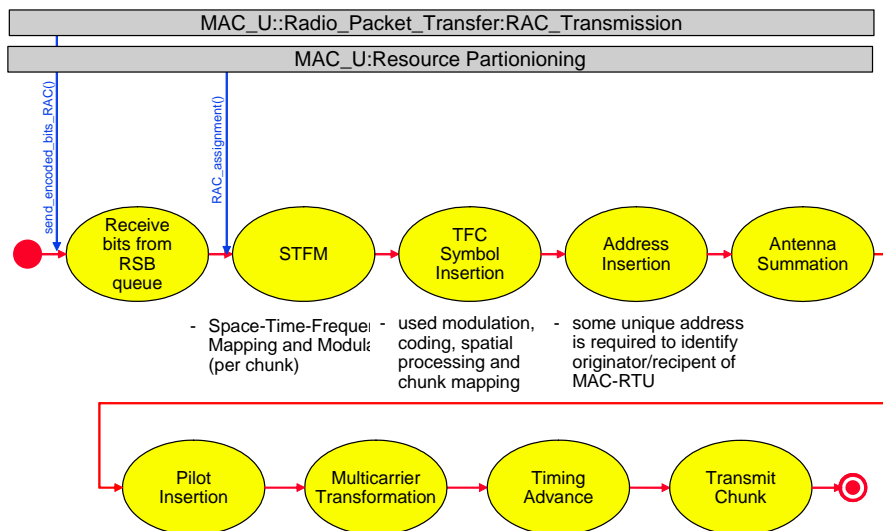 MAC_U::Radio_Packet_Transfer:RAC_Transmission
MAC_U:Resource Partionioning
send_encoded_bits_RAC()
RAC_assignment()
Receive
bits from
RSB
queue
STFM
TFC
Symbol
Insertion
Address
Insertion
Antenna
Summation
- Space-Time-Frequen
Mapping and Modula
(per chunk)
- used modulation,
coding, spatial
processing and
chunk mapping
- some unique address
is required to identify
originator/recipent of
MAC-RTU
Pilot
Insertion
Multicarrier
Transformation
Timing
Advance
Transmit
Chunk